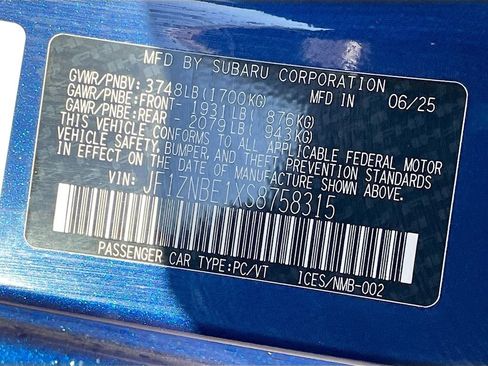 MFD BY SUBARU CORPORATION MFD IN 06/25
GVWR/PNBV: 3748LB(1700KG)
GAWR/PNBE:FRONT- 1931LB( 876KG)
GAWR/PNBE:REAR - 2079LB( 943KG)
THIS VEHICLE CONFORMS TO ALL APPLICABLE FEDERAL MOTOR
VEHICLE SAFETY, BUMPER, AND THEFT PREVENTION STANDARDS
IN EFFECT ON THE DATE OF MANUFACTURE SHOWN ABOVE.
VIN: JF1ZNBE1XS8758315
PASSENGER CAR TYPE:PC/VT ICES/NMB-002